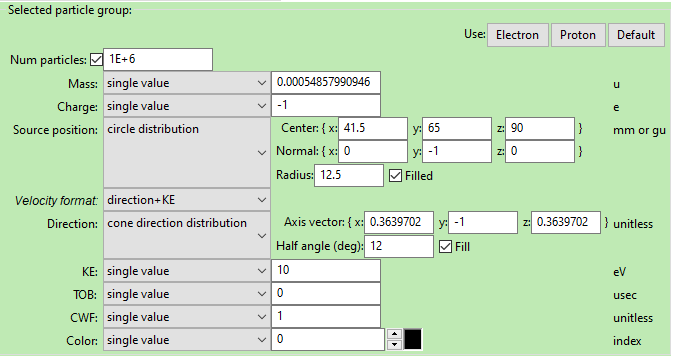 Selected particle group:
Use: Electron Proton Default
Num particles: 1E+6
Mass: single value 0.00054857990946 u
Charge: single value -1 e
Source position: circle distribution Center: { x: 41.5 y: 65 z: 90 } mm or gu
Normal: { x: 0 y: -1 z: 0 }
Radius: 12.5 Filled
Velocity format: direction+KE
Direction: cone direction distribution Axis vector: { x: 0.3639702 y: -1 z: 0.3639702 } unitless
Half angle (deg): 12 Fill
KE: single value 10 eV
TOB: single value 0 usec
CWF: single value 1 unitless
Color: single value 0 index